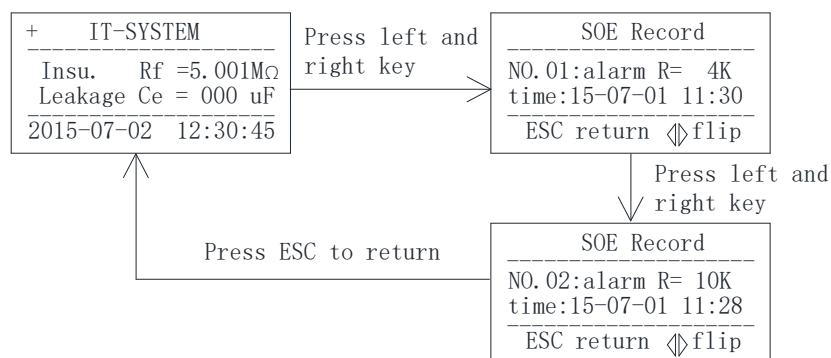 + IT-SYSTEM
Insu. Rf =5.001MΩ
Leakage Ce = 000 uF
2015-07-02 12:30:45
Press left and
right key
SOE Record
NO.01:alarm R= 4K
time:15-07-01 11:30
ESC return ◁▷flip
Press left and
right key
Press ESC to return
SOE Record
NO.02:alarm R= 10K
time:15-07-01 11:28
ESC return ◁▷flip